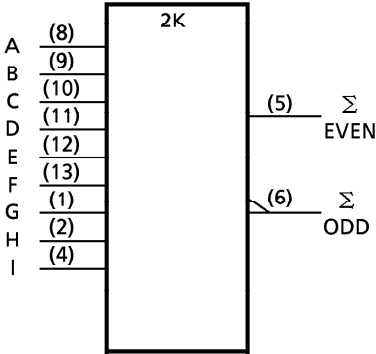 2K
A (8)
B (9)
C (10)
D (11)
E (12)
F (13)
G (1)
H (2)
I (4)
(5) Σ
EVEN
(6) Σ
ODD